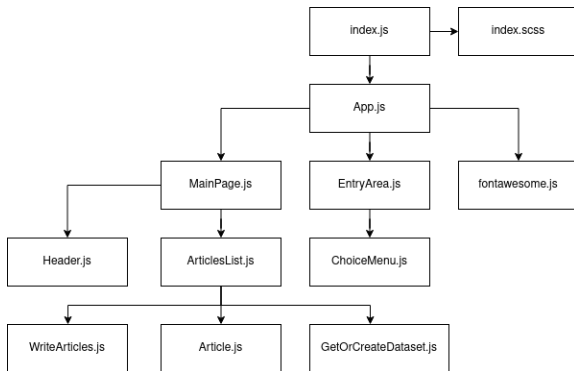 index.js
index.scss
App.js
MainPage.js
EntryArea.js
fontawesome.js
Header.js
ArticlesList.js
ChoiceMenu.js
WriteArticles.js
Article.js
GetOrCreateDataset.js